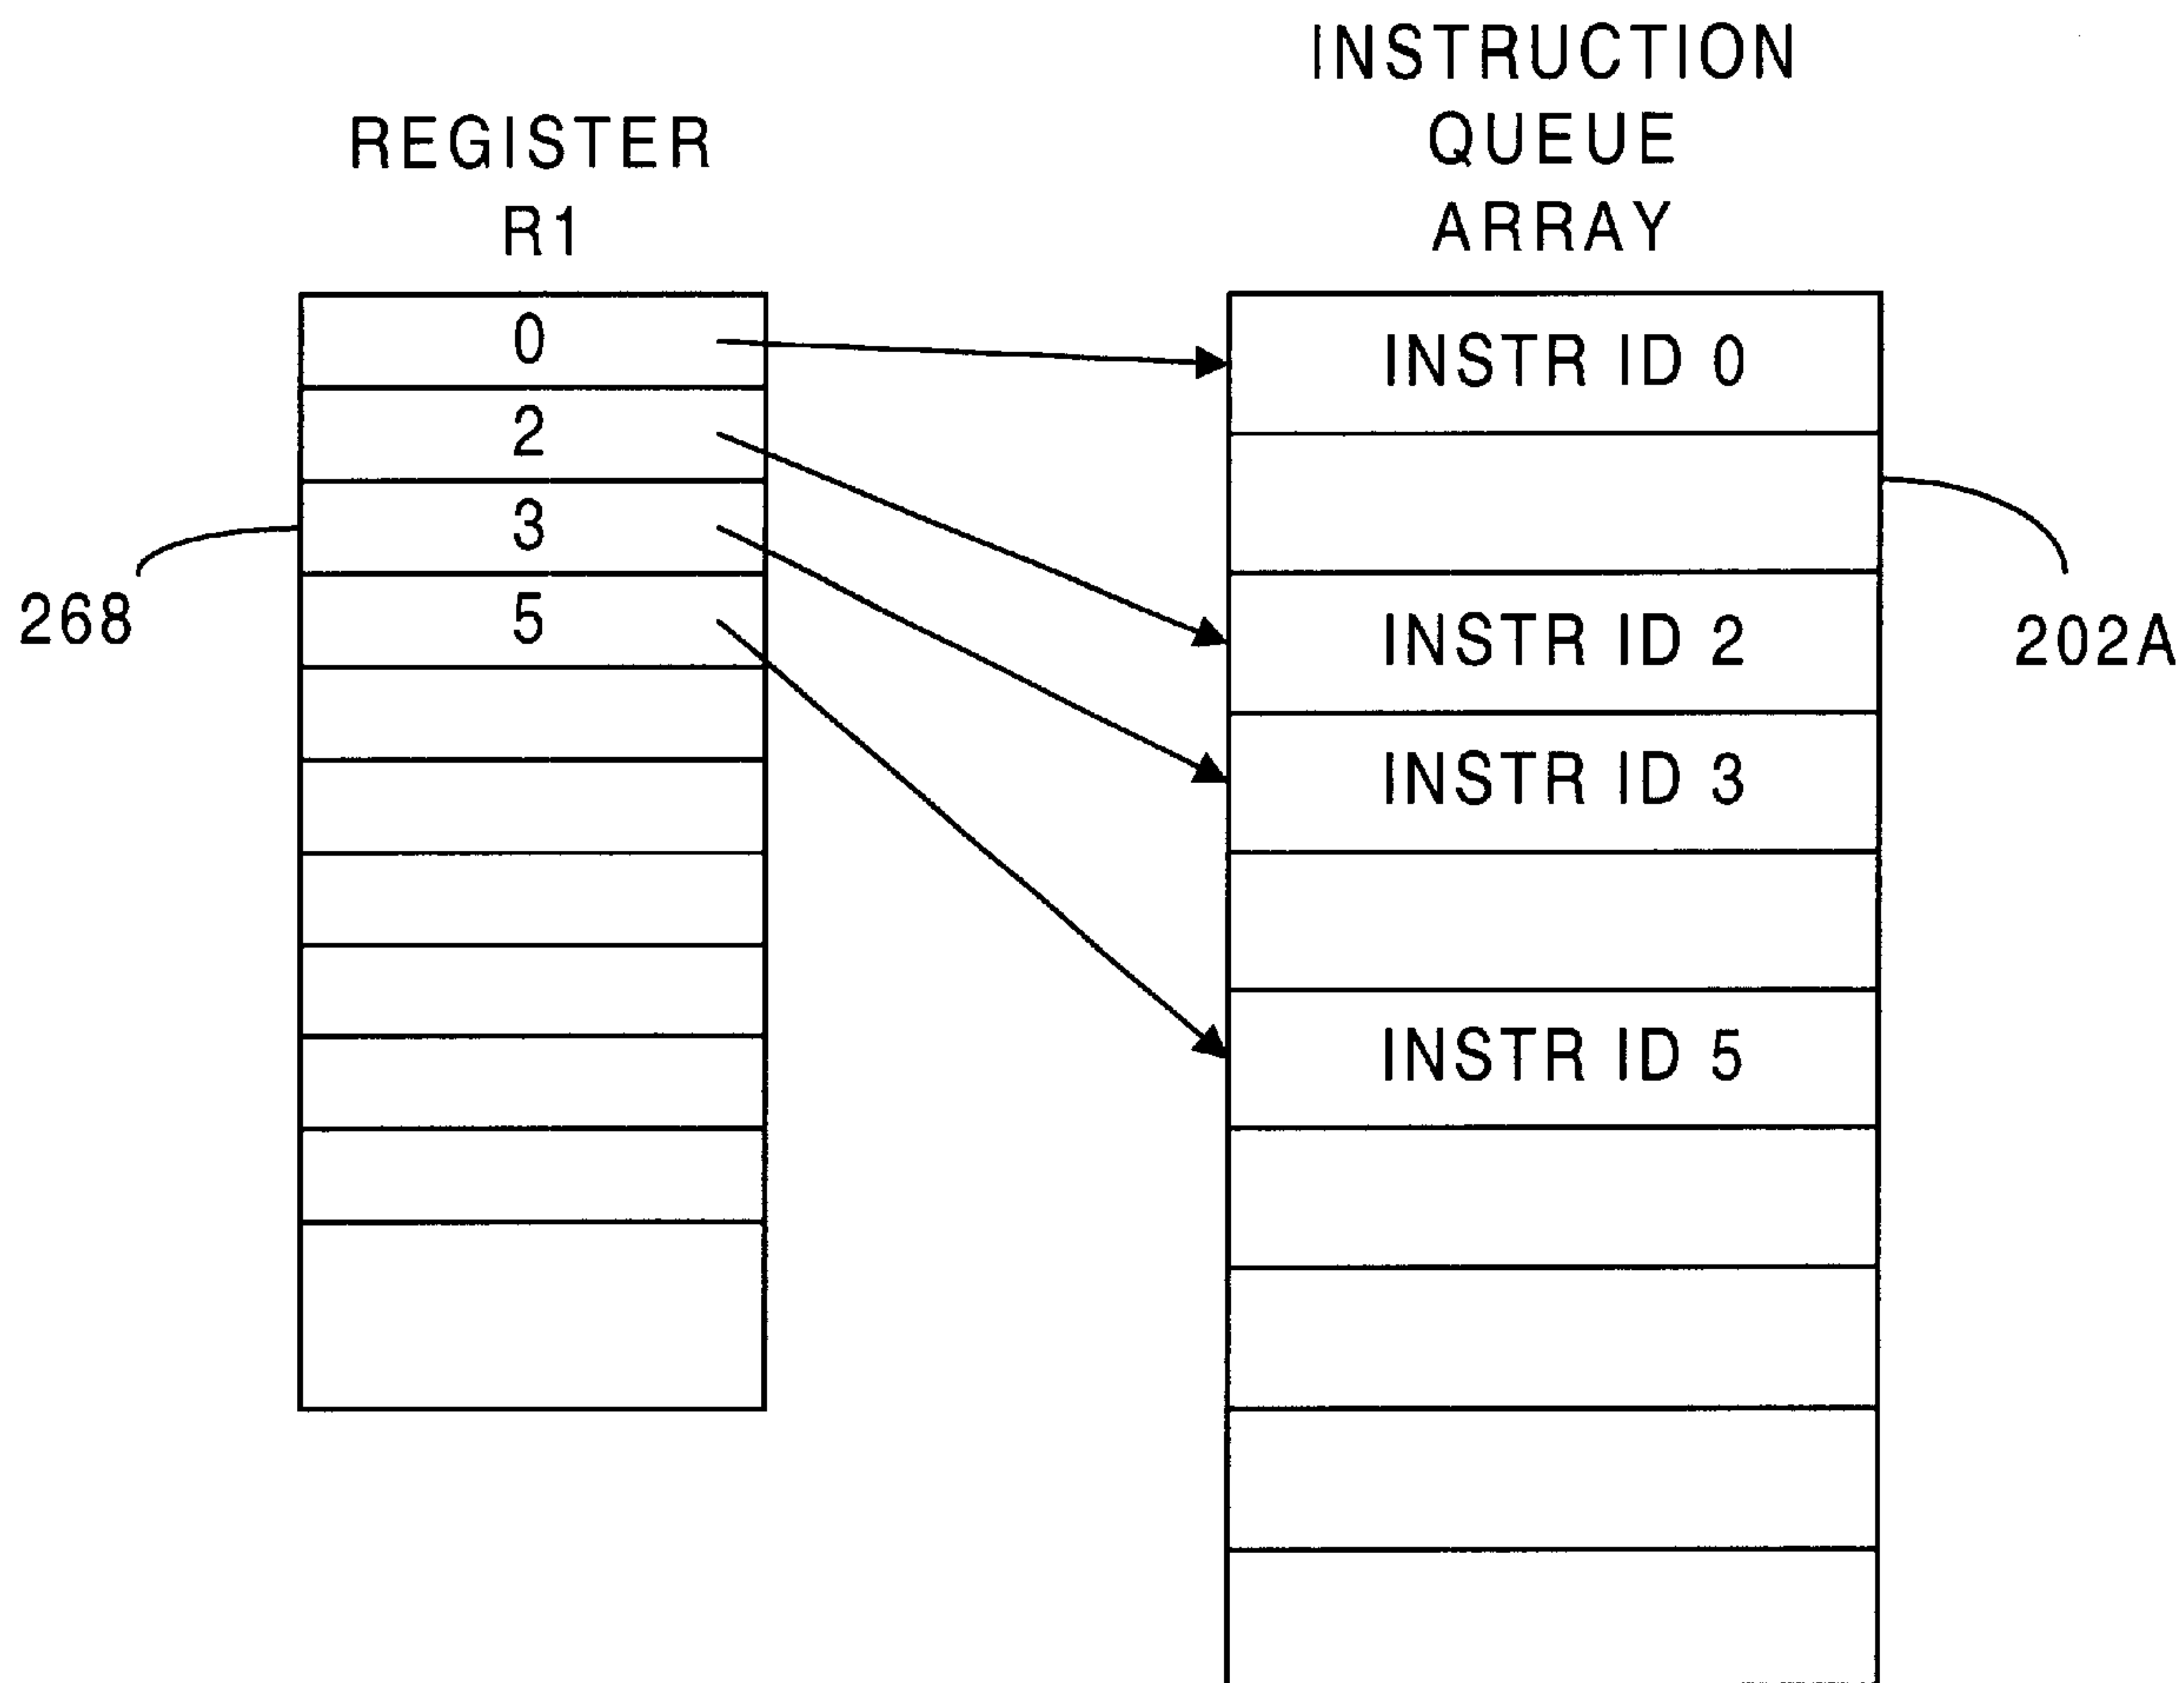 REGISTER
R1
0
2
3
5
268
INSTRUCTION
QUEUE
ARRAY
INSTR ID 0
INSTR ID 2
INSTR ID 3
INSTR ID 5
202A